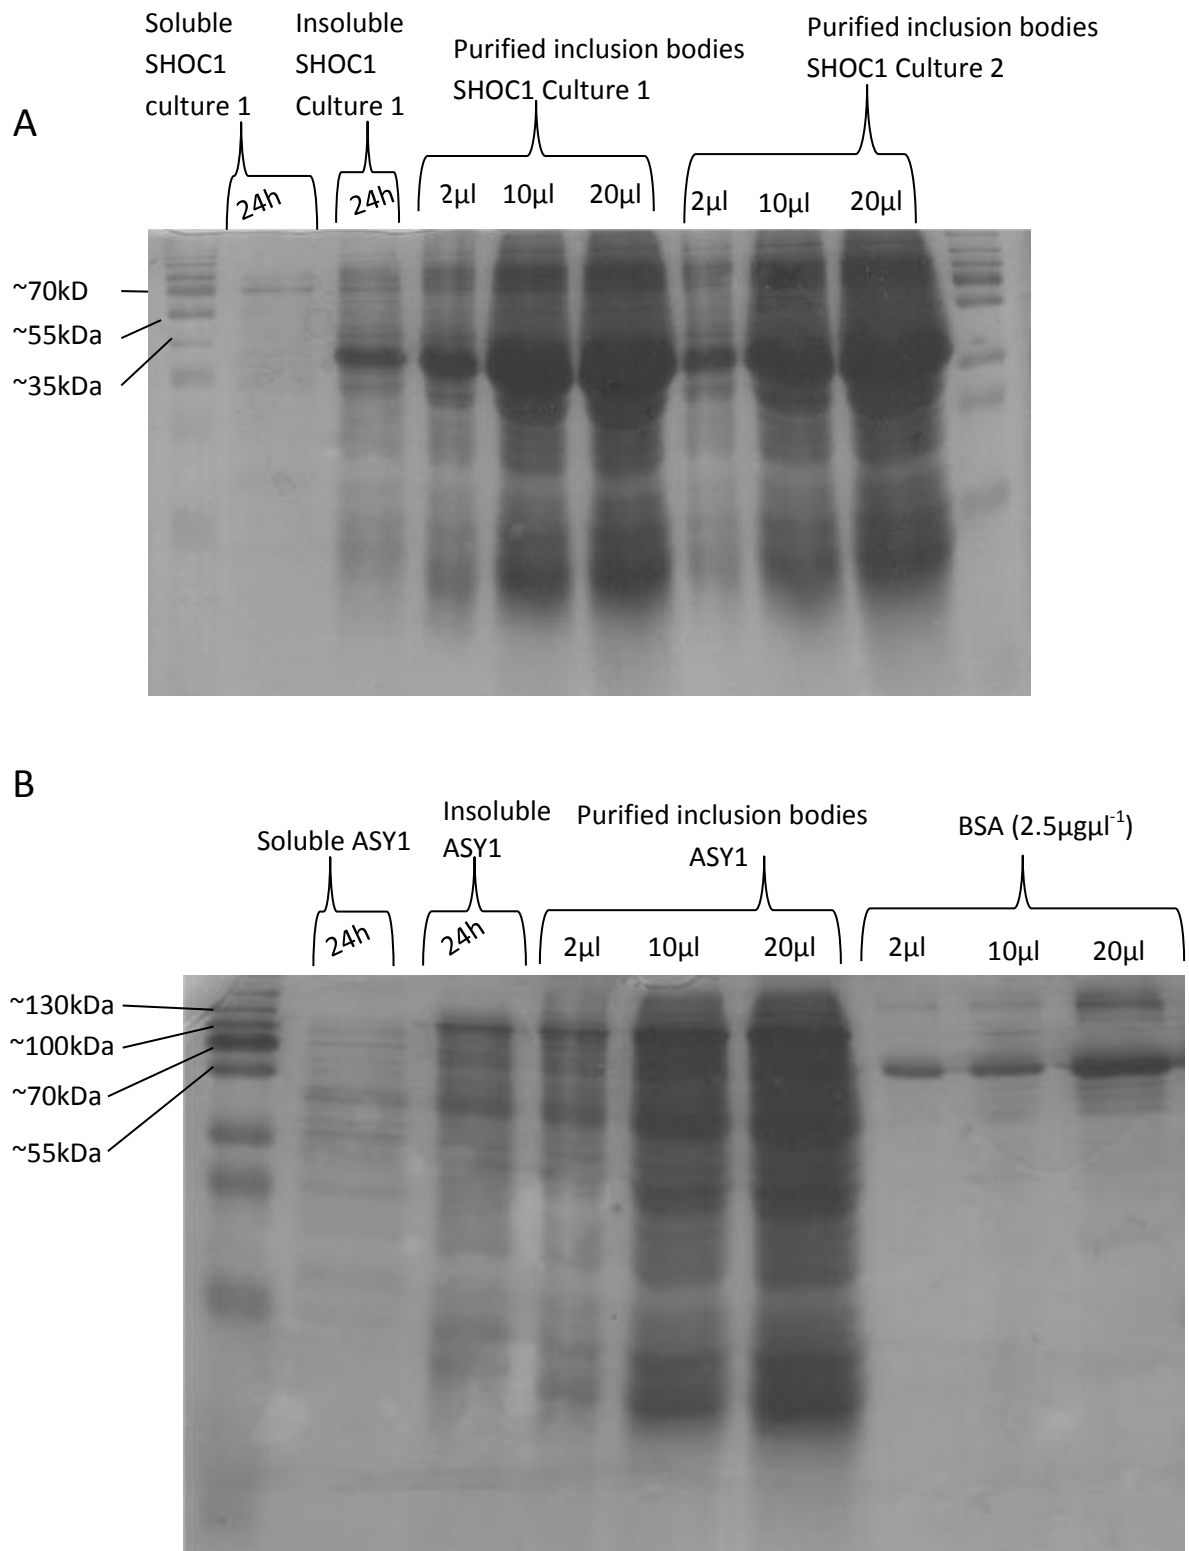 A
Soluble
SHOC1
culture 1
Insoluble
SHOC1
Culture 1
Purified inclusion bodies
SHOC1 Culture 1
Purified inclusion bodies
SHOC1 Culture 2
24h
24h
2µl
10µl
20µl
2µl
10µl
20µl
~70kD
~55kDa
~35kDa
B
Soluble ASY1
Insoluble
ASY1
Purified inclusion bodies
ASY1
BSA (2.5µgµl⁻¹)
24h
24h
2µl
10µl
20µl
2µl
10µl
20µl
~130kDa
~100kDa
~70kDa
~55kDa